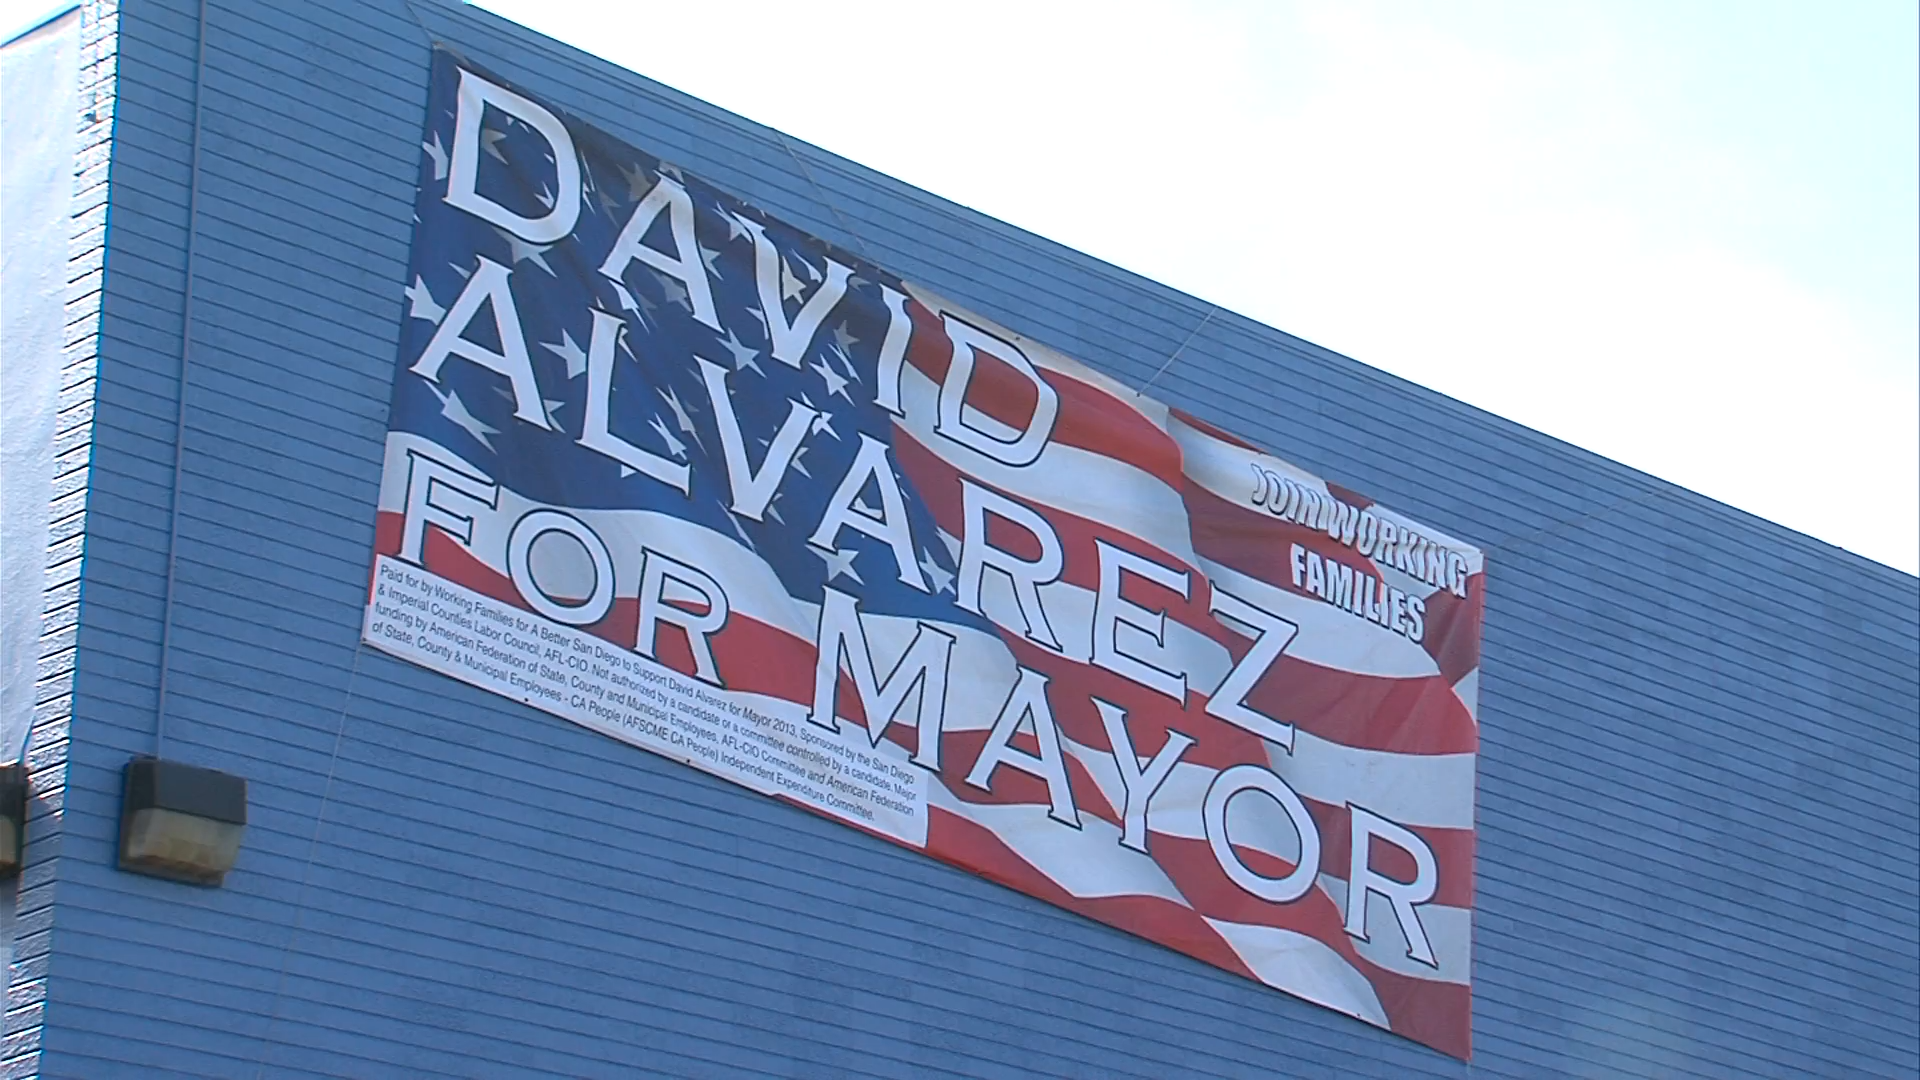 DAVID
ALVAREZ
FOR MAYOR
JOIN WORKING
FAMILIES
Paid for by Working Families for A Better San Diego to Support David Alvarez for Mayor 2013, Sponsored by the San Diego
& Imperial Counties Labor Council, AFL-CIO. Not authorized by a candidate or a committee controlled by a candidate. Major
funding by American Federation of State, County and Municipal Employees, AFL-CIO Committee and American Federation
of State, County & Municipal Employees - CA People (AFSCME CA People) Independent Expenditure Committee.